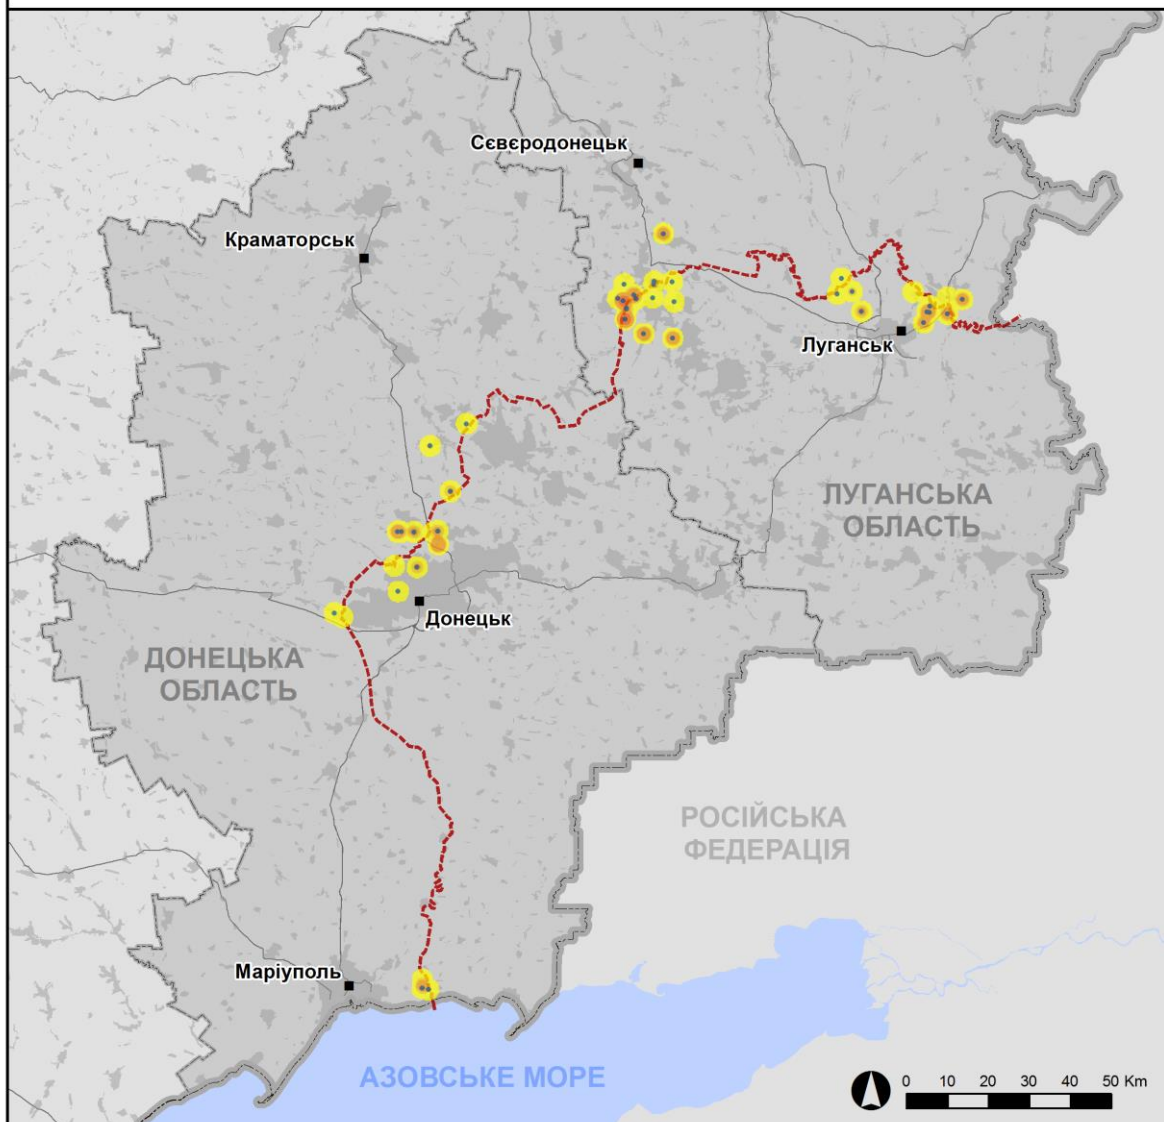 Сєвєродонецьк
Краматорськ
Луганськ
ЛУГАНСЬКА
ОБЛАСТЬ
Донецьк
ДОНЕЦЬКА
ОБЛАСТЬ
РОСІЙСЬКА
ФЕДЕРАЦІЯ
Маріуполь
АЗОВСЬКЕ МОРЕ
0 10 20 30 40 50 Km